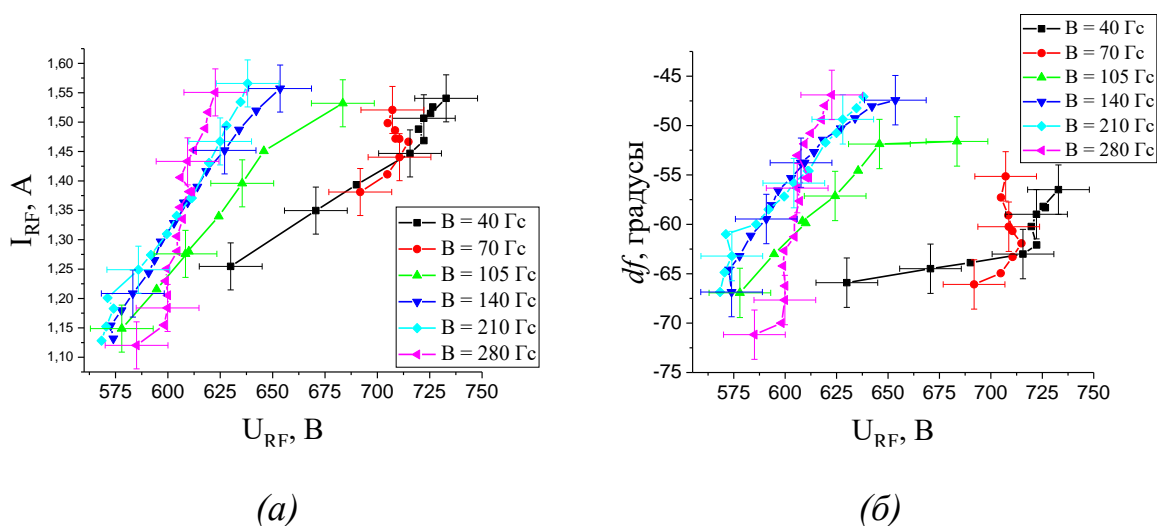 1,60
1,55
1,50
1,45
1,40
1,35
1,30
1,25
1,20
1,15
1,10
I_RF, А
575 600 625 650 675 700 725 750
U_RF, В
B = 40 Гс
B = 70 Гс
B = 105 Гс
B = 140 Гс
B = 210 Гс
B = 280 Гс
(а)
B = 40 Гс
B = 70 Гс
B = 105 Гс
B = 140 Гс
B = 210 Гс
B = 280 Гс
-45
-50
-55
-60
-65
-70
-75
df, градусы
575 600 625 650 675 700 725 750
U_RF, В
(б)